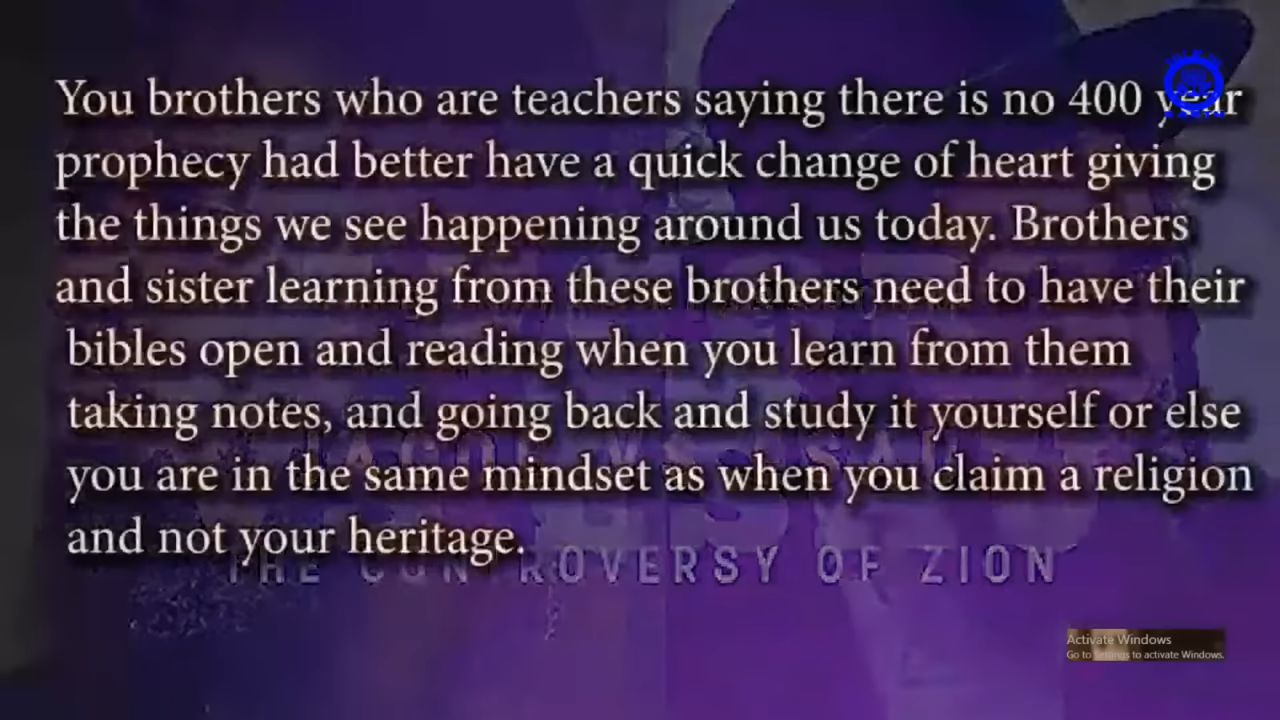 You brothers who are teachers saying there is no 400 year
prophecy had better have a quick change of heart giving
the things we see happening around us today. Brothers
and sister learning from these brothers need to have their
bibles open and reading when you learn from them
taking notes, and going back and study it yourself or else
you are in the same mindset as when you claim a religion
and not your heritage.
THE CONTROVERSY OF ZION
Activate Windows
Go to Settings to activate Windows.